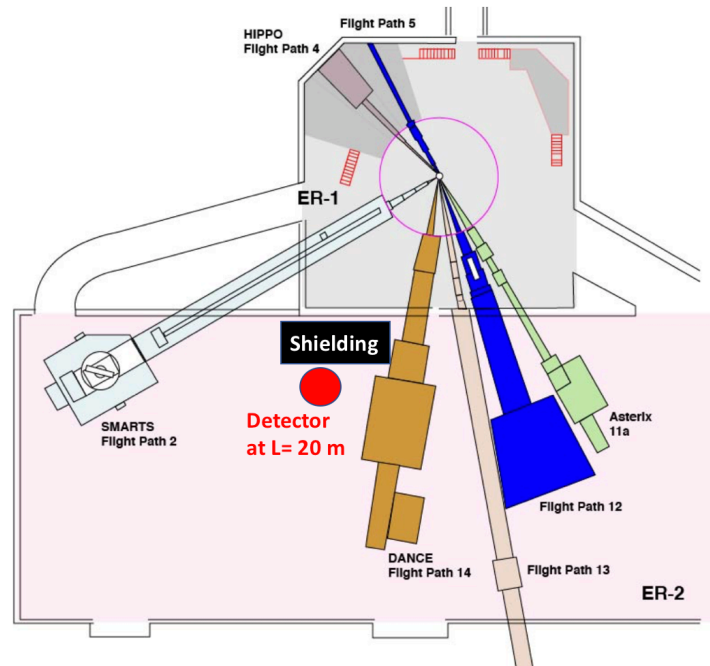 Flight Path 5
HIPPO
Flight Path 4
ER-1
Shielding
Detector
at L= 20 m
SMARTS
Flight Path 2
Asterix
11a
Flight Path 12
DANCE
Flight Path 14
Flight Path 13
ER-2